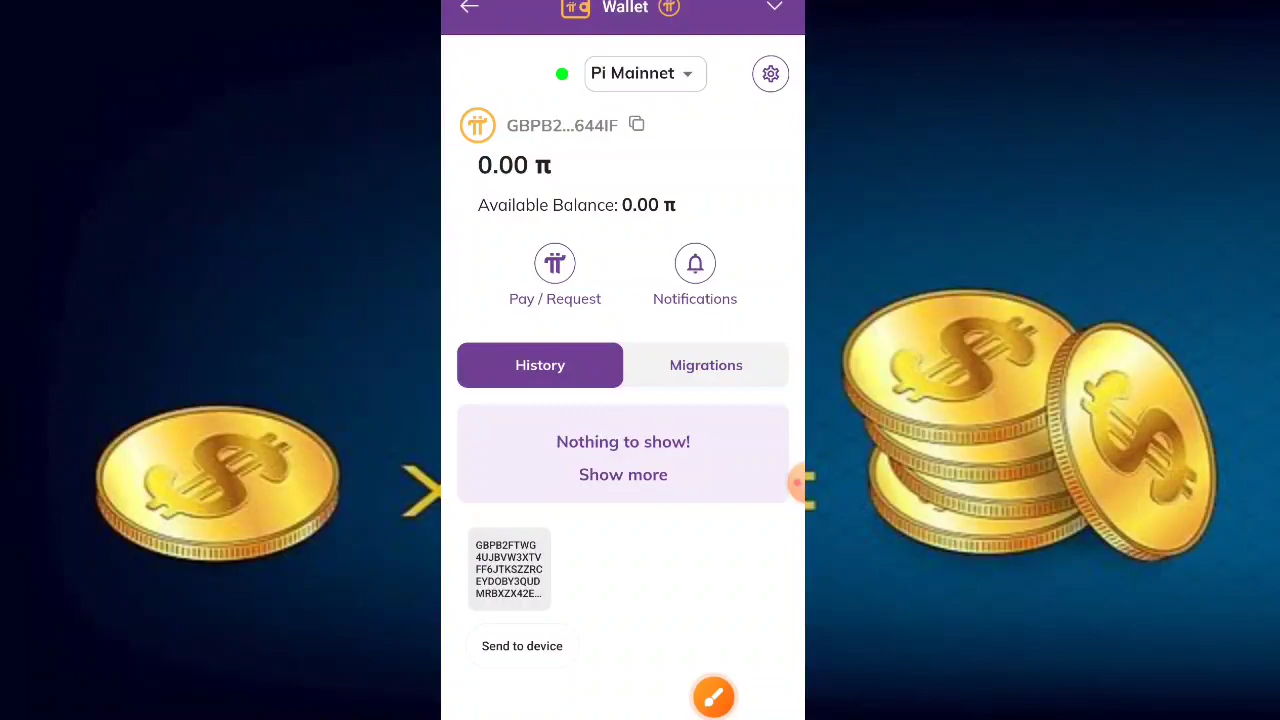 Wallet
Pi Mainnet
GBPB2...644IF
0.00 π
Available Balance: 0.00 π
Pay / Request
Notifications
History
Migrations
Nothing to show!
Show more
GBPB2FTWG
4UJBVW3XTV
FF6JTKSZZRC
EYDOBY3QUD
MRBXZX42E...
Send to device